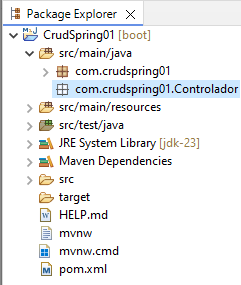 Package Explorer
CrudSpring01 [boot]
src/main/java
com.crudspring01
com.crudspring01.Controlador
src/main/resources
src/test/java
JRE System Library [jdk-23]
Maven Dependencies
src
target
HELP.md
mvnw
mvnw.cmd
pom.xml